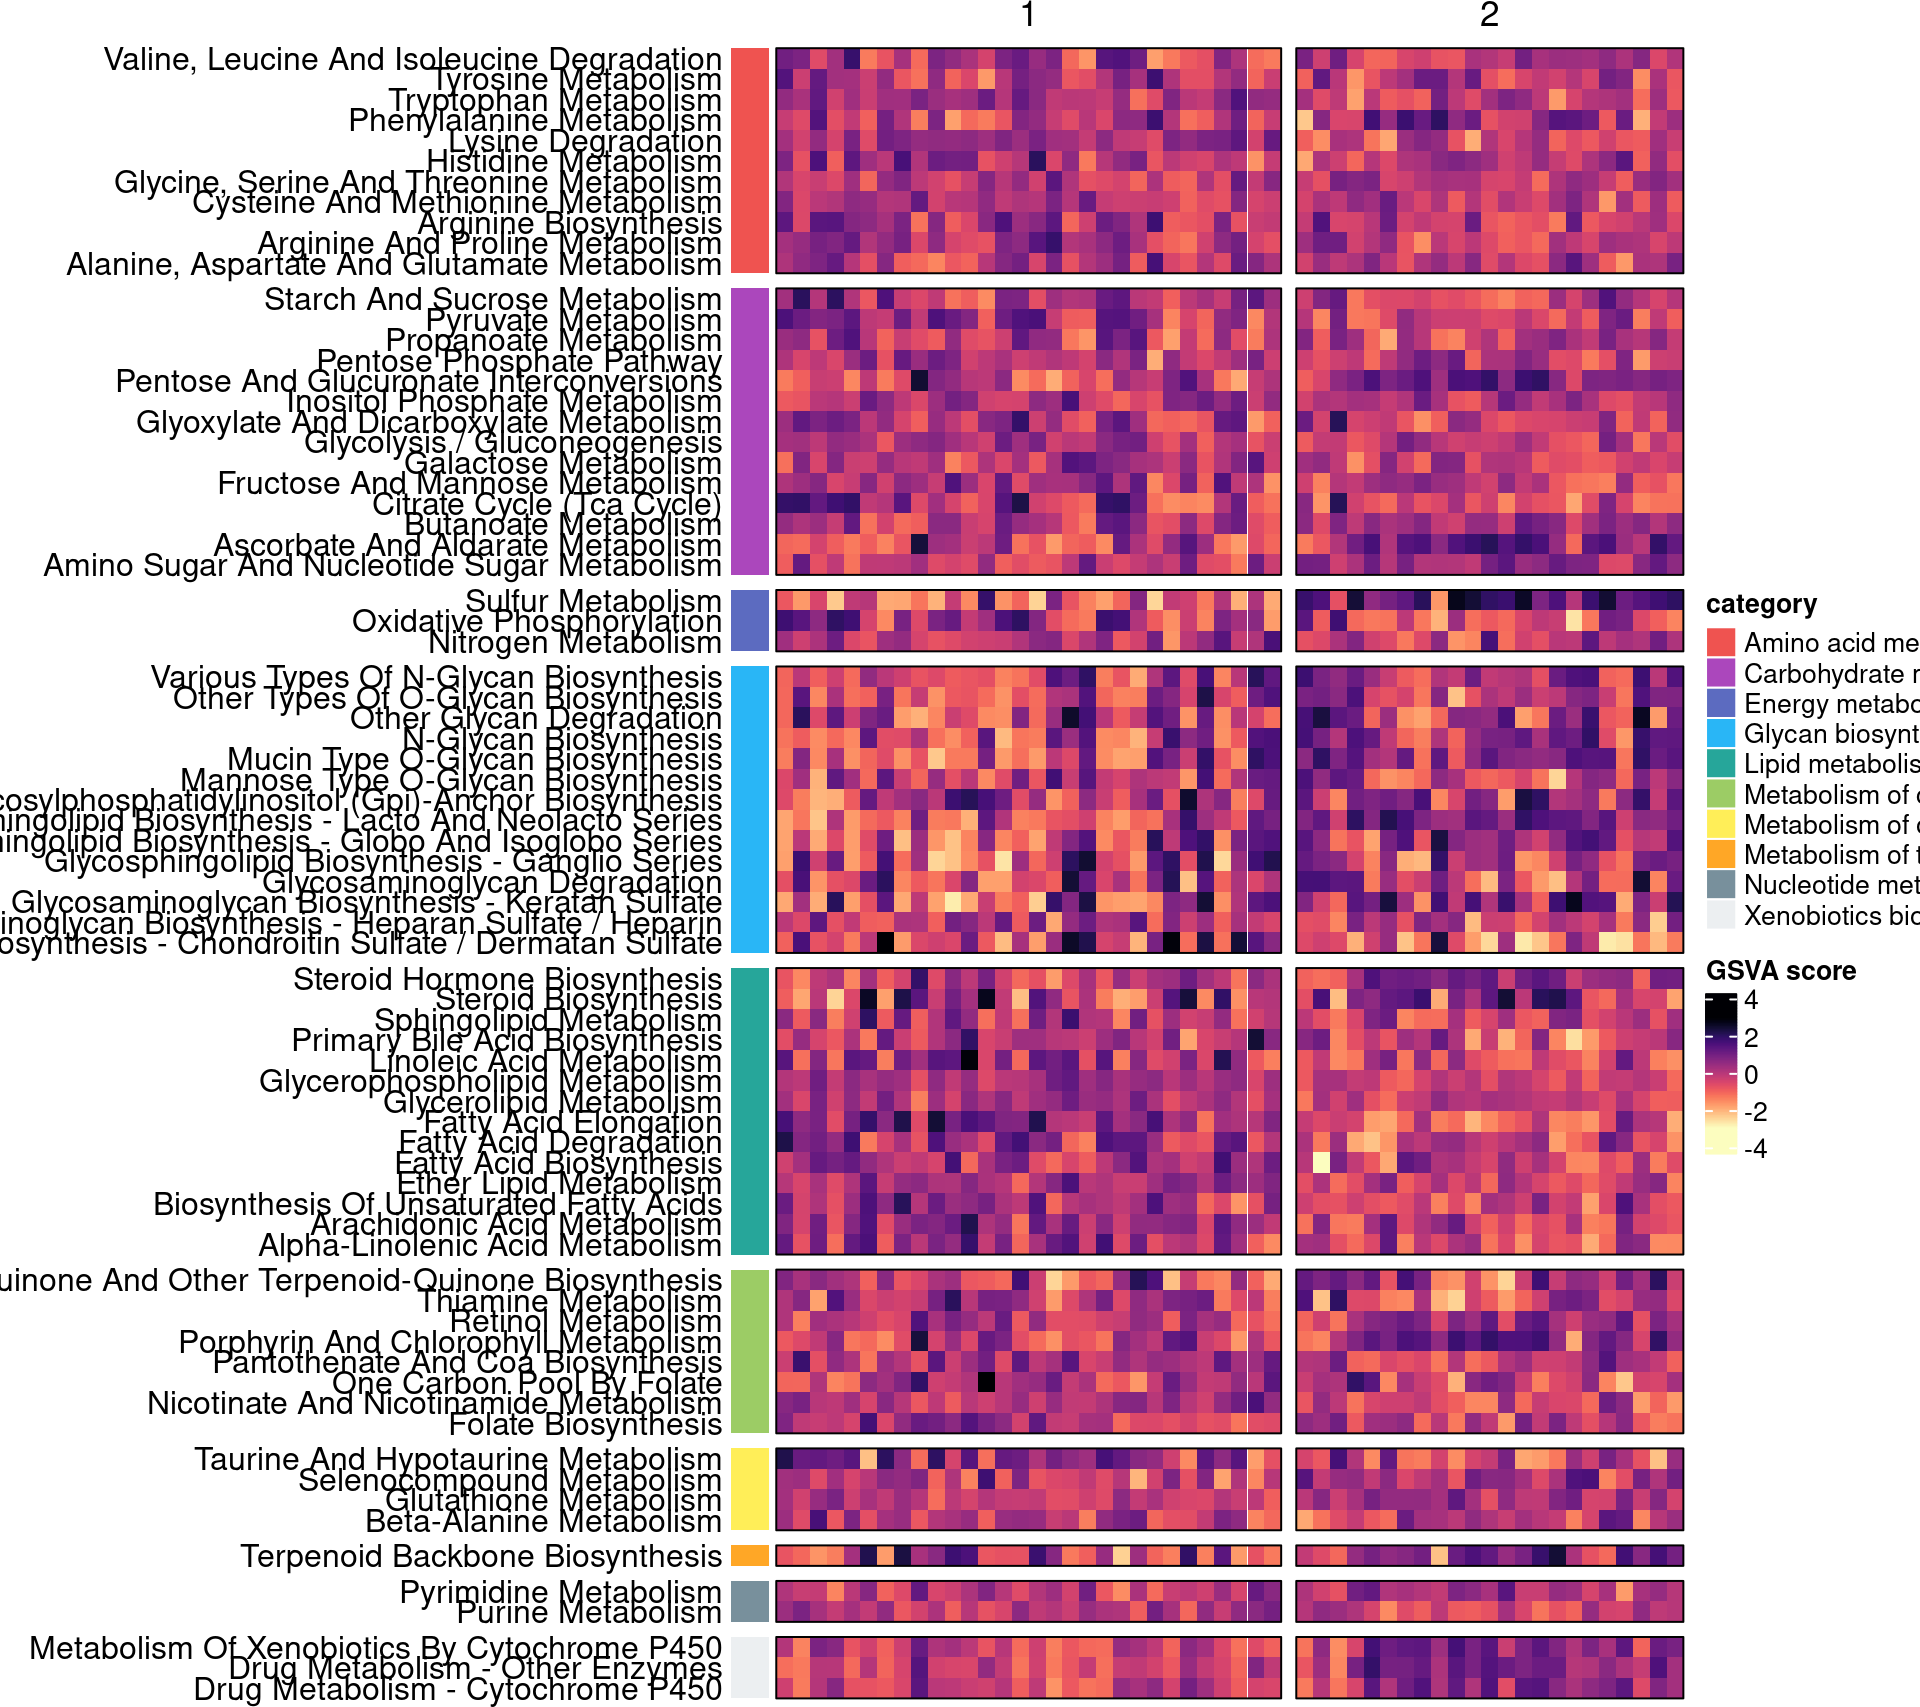 1 2
Valine, Leucine And Isoleucine Degradation
Tyrosine Metabolism
Tryptophan Metabolism
Phenylalanine Metabolism
Lysine Degradation
Histidine Metabolism
Glycine, Serine And Threonine Metabolism
Cysteine And Methionine Metabolism
Arginine Biosynthesis
Arginine And Proline Metabolism
Alanine, Aspartate And Glutamate Metabolism
Starch And Sucrose Metabolism
Pyruvate Metabolism
Propanoate Metabolism
Pentose Phosphate Pathway
Pentose And Glucuronate Interconversions
Inositol Phosphate Metabolism
Glyoxylate And Dicarboxylate Metabolism
Glycolysis / Gluconeogenesis
Galactose Metabolism
Fructose And Mannose Metabolism
Citrate Cycle (Tca Cycle)
Butanoate Metabolism
Ascorbate And Aldarate Metabolism
Amino Sugar And Nucleotide Sugar Metabolism
Sulfur Metabolism
Oxidative Phosphorylation
Nitrogen Metabolism
Various Types Of N-Glycan Biosynthesis
Other Types Of O-Glycan Biosynthesis
Other Glycan Degradation
N-Glycan Biosynthesis
Mucin Type O-Glycan Biosynthesis
Mannose Type O-Glycan Biosynthesis
cosylphosphatidylinositol (Gpi)-Anchor Biosynthesis
ingolipid Biosynthesis - Lacto And Neolacto Series
ingolipid Biosynthesis - Globo And Isoglobo Series
Glycosphingolipid Biosynthesis - Ganglio Series
Glycosaminoglycan Degradation
Glycosaminoglycan Biosynthesis - Keratan Sulfate
inoglycan Biosynthesis - Heparan Sulfate / Heparin
osynthesis - Chondroitin Sulfate / Dermatan Sulfate
Steroid Hormone Biosynthesis
Steroid Biosynthesis
Sphingolipid Metabolism
Primary Bile Acid Biosynthesis
Linoleic Acid Metabolism
Glycerophospholipid Metabolism
Glycerolipid Metabolism
Fatty Acid Elongation
Fatty Acid Degradation
Fatty Acid Biosynthesis
Ether Lipid Metabolism
Biosynthesis Of Unsaturated Fatty Acids
Arachidonic Acid Metabolism
Alpha-Linolenic Acid Metabolism
uinone And Other Terpenoid-Quinone Biosynthesis
Thiamine Metabolism
Retinol Metabolism
Porphyrin And Chlorophyll Metabolism
Pantothenate And Coa Biosynthesis
One Carbon Pool By Folate
Nicotinate And Nicotinamide Metabolism
Folate Biosynthesis
Taurine And Hypotaurine Metabolism
Selenocompound Metabolism
Glutathione Metabolism
Beta-Alanine Metabolism
Terpenoid Backbone Biosynthesis
Pyrimidine Metabolism
Purine Metabolism
Metabolism Of Xenobiotics By Cytochrome P450
Drug Metabolism - Other Enzymes
Drug Metabolism - Cytochrome P450
category
Amino acid me
Carbohydrate
Energy metabo
Glycan biosynt
Lipid metabolis
Metabolism of
Metabolism of
Metabolism of t
Nucleotide met
Xenobiotics bio
GSVA score
4
2
0
-2
-4